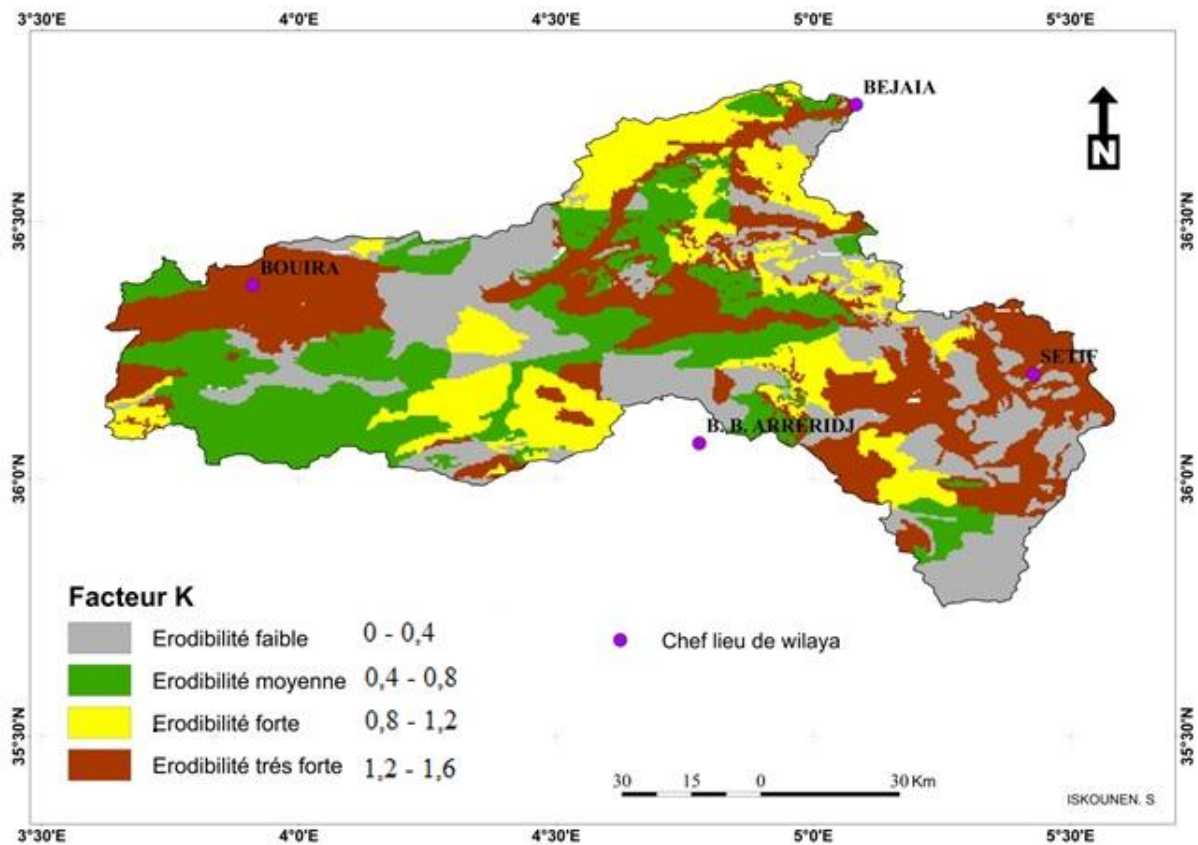 3°30'E 4°0'E 4°30'E 5°0'E 5°30'E
BEJAIA
N
36°30'N 36°30'N
BOUIRA
SETIF
B. B. ARRERIDJ
36°0'N 36°0'N
Facteur K
Erodibilité faible 0 - 0,4
Erodibilité moyenne 0,4 - 0,8
Erodibilité forte 0,8 - 1,2
Erodibilité trés forte 1,2 - 1,6
Chef lieu de wilaya
35°30'N 35°30'N
30 15 0 30 Km
ISKOUNEN. S
3°30'E 4°0'E 4°30'E 5°0'E 5°30'E